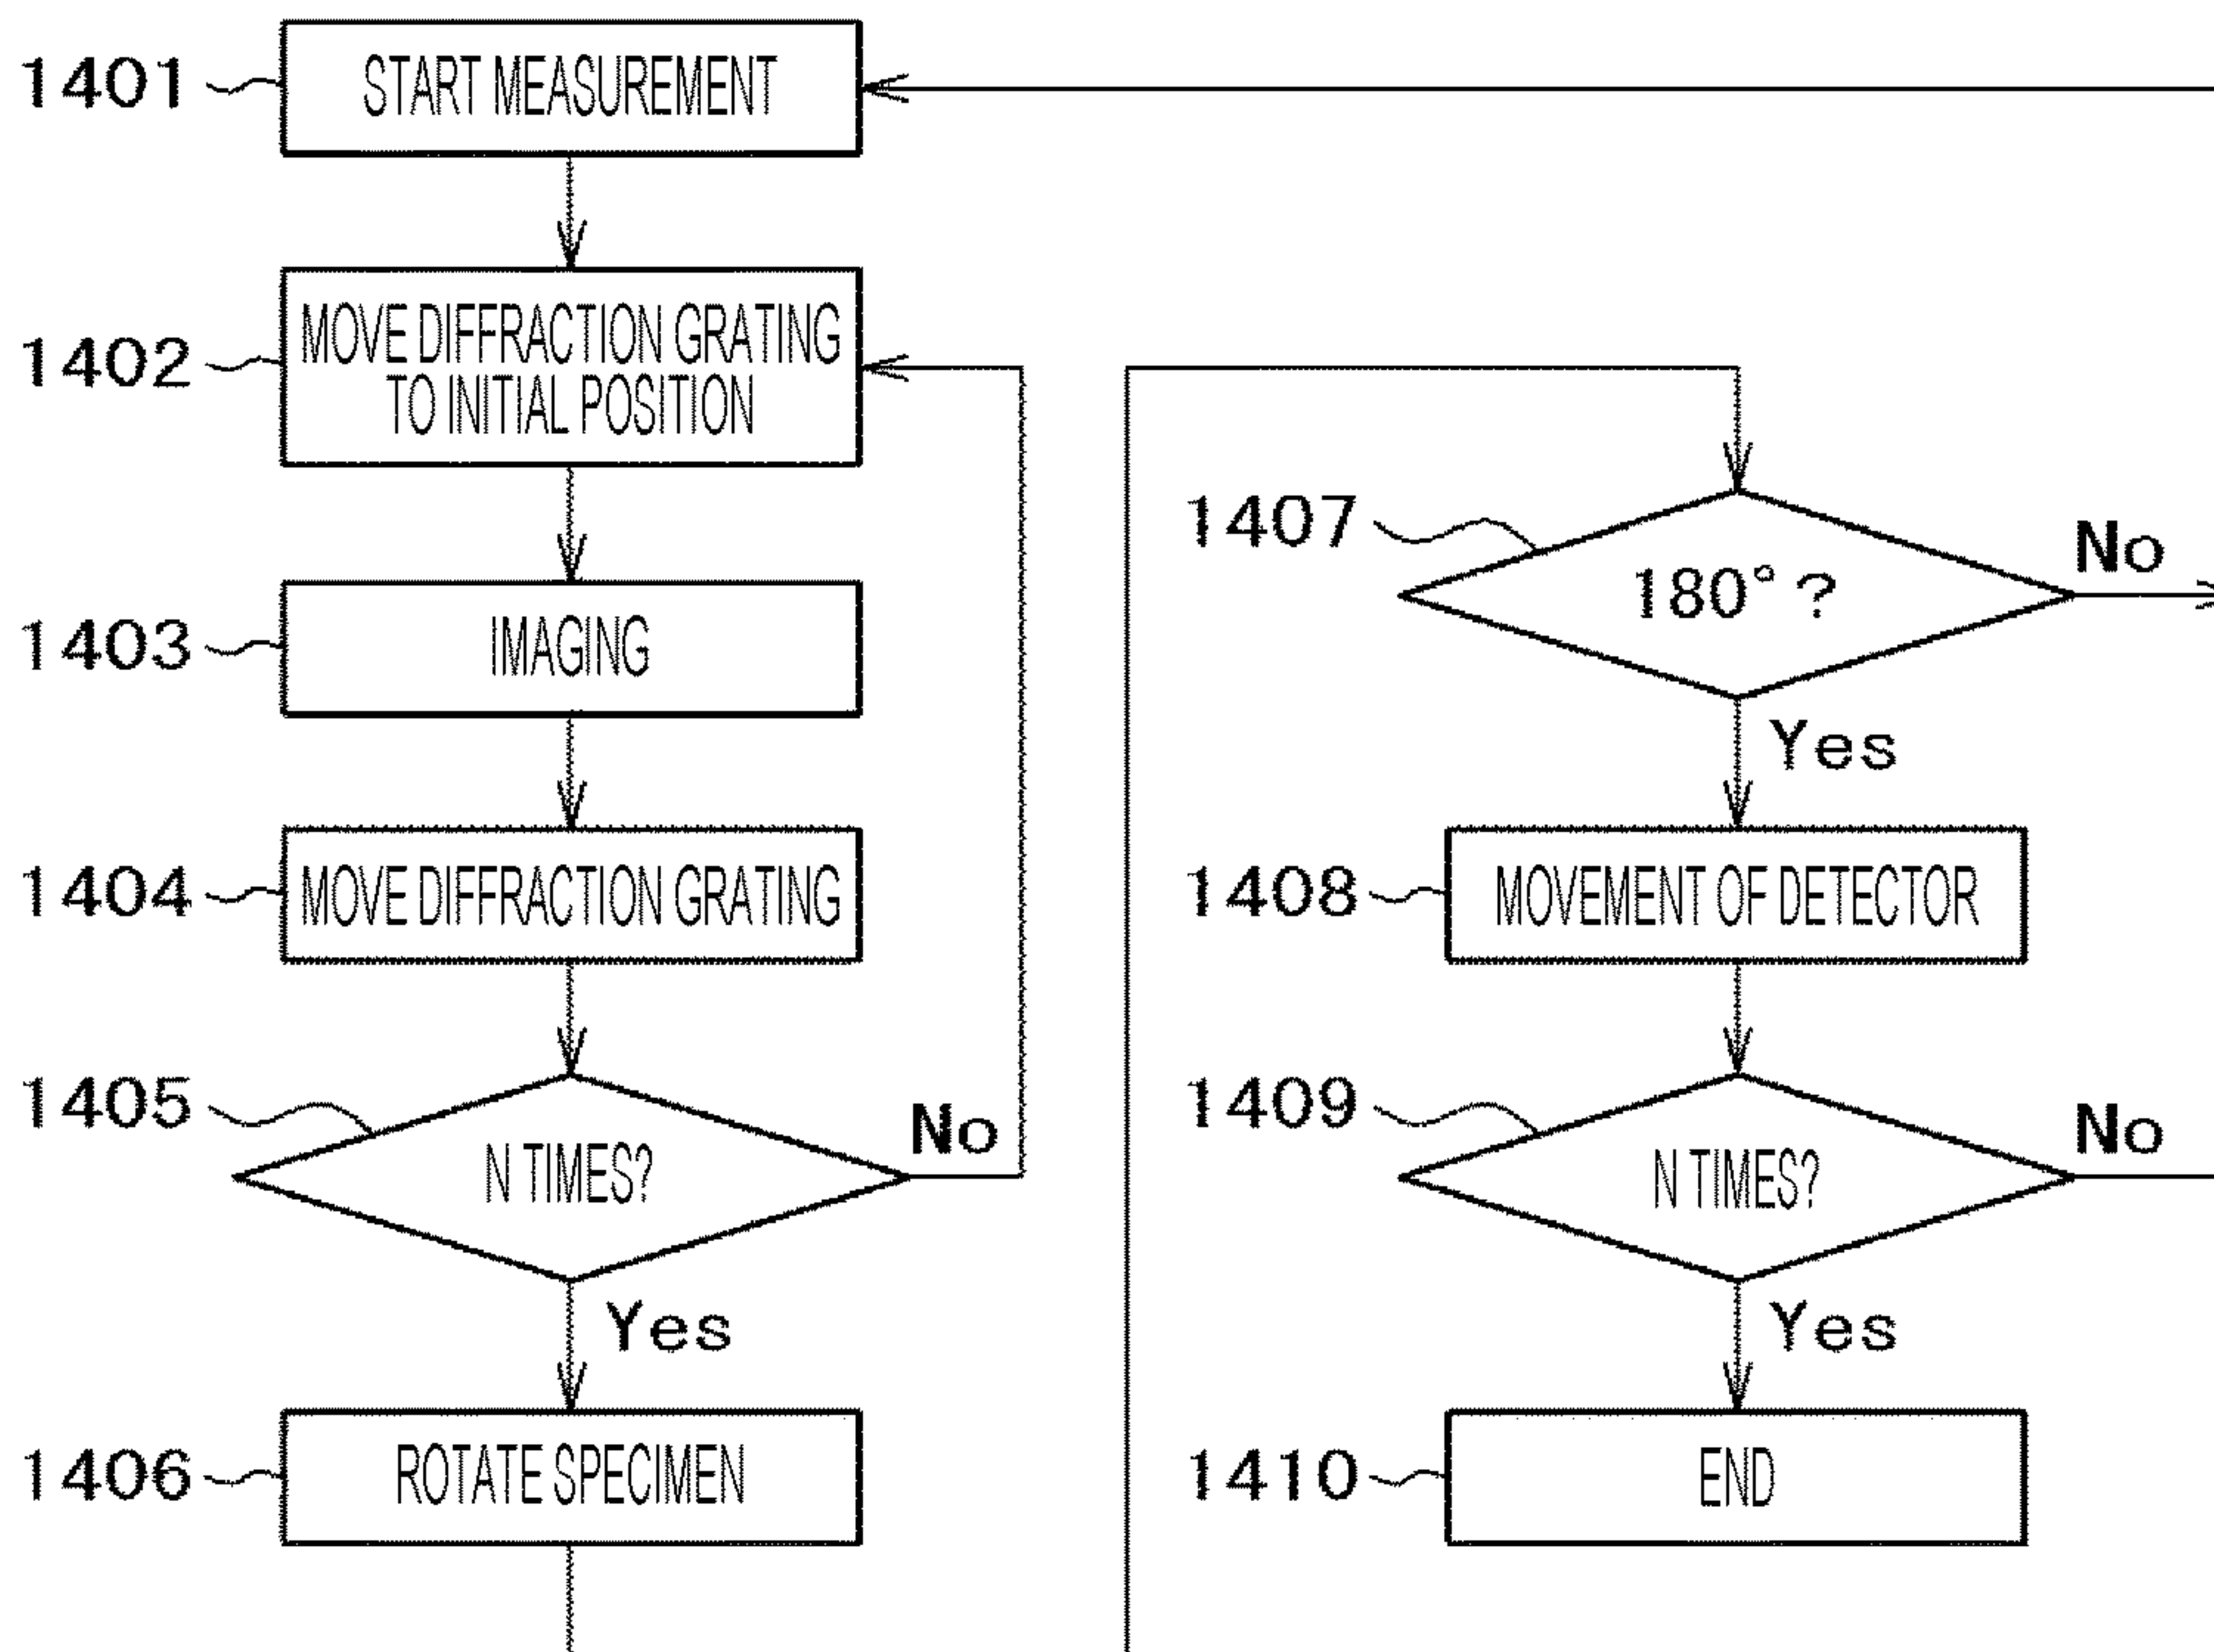 1401
START MEASUREMENT
1402
MOVE DIFFRACTION GRATING
TO INITIAL POSITION
1403
IMAGING
1404
MOVE DIFFRACTION GRATING
1405
N TIMES?
No
Yes
1406
ROTATE SPECIMEN
1407
180°?
No
Yes
1408
MOVEMENT OF DETECTOR
1409
N TIMES?
No
Yes
1410
END